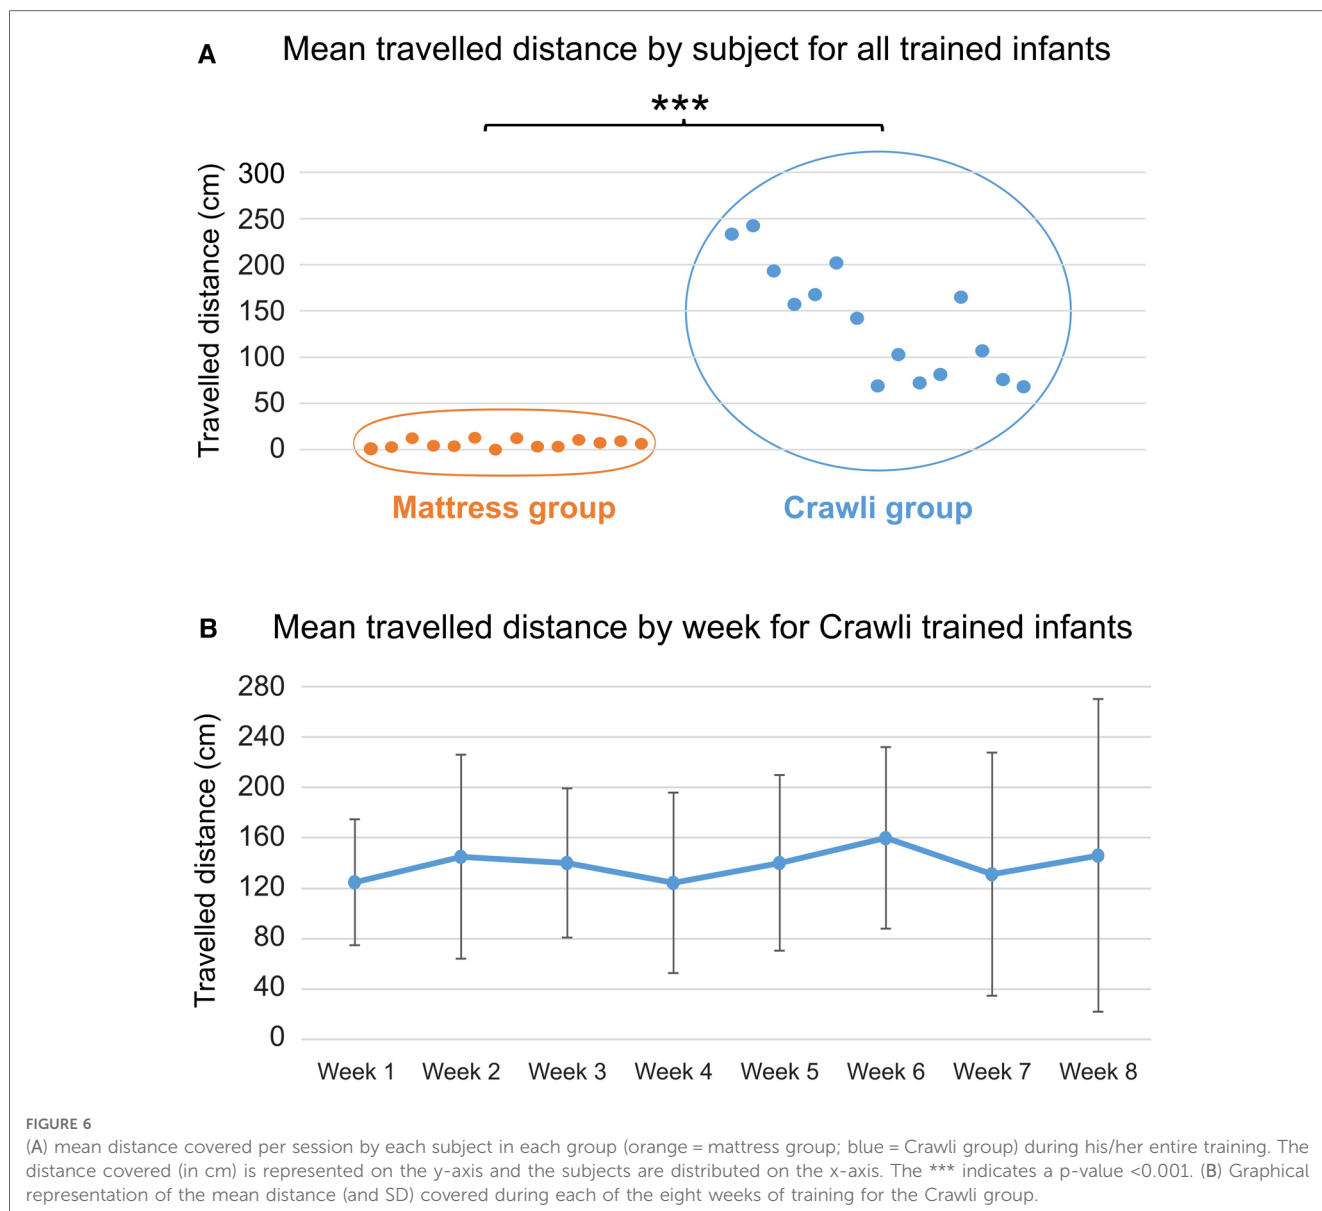 A Mean travelled distance by subject for all trained infants
***
Travelled distance (cm)
300
250
200
150
100
50
0
Mattress group
Crawli group
B Mean travelled distance by week for Crawli trained infants
Travelled distance (cm)
280
240
200
160
120
80
40
0
Week 1 Week 2 Week 3 Week 4 Week 5 Week 6 Week 7 Week 8
FIGURE 6
(A) mean distance covered per session by each subject in each group (orange = mattress group; blue = Crawli group) during his/her entire training. The
distance covered (in cm) is represented on the y-axis and the subjects are distributed on the x-axis. The *** indicates a p-value <0.001. (B) Graphical
representation of the mean distance (and SD) covered during each of the eight weeks of training for the Crawli group.